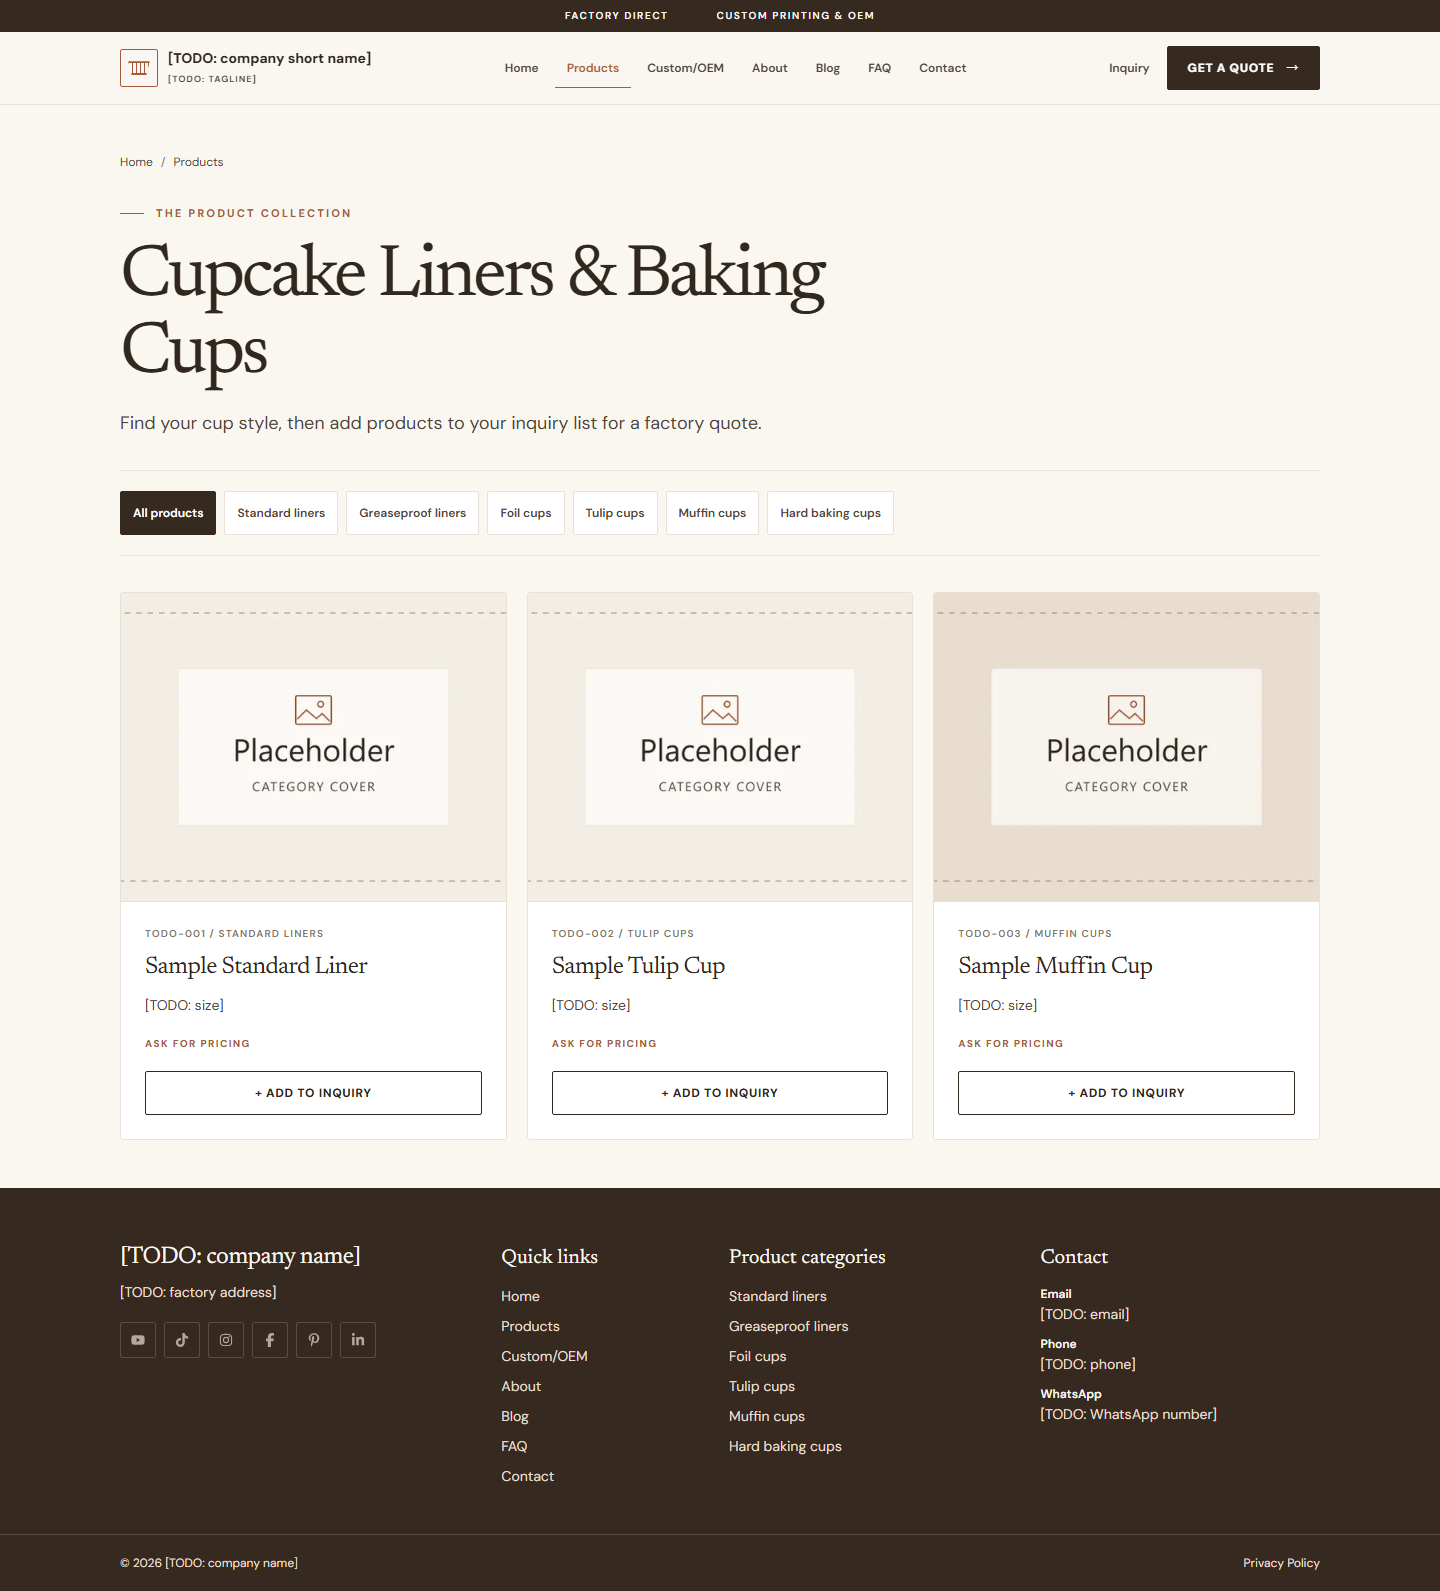 FACTORY DIRECT CUSTOM PRINTING & OEM
[TODO: company short name]
[TODO: TAGLINE]
Home Products Custom/OEM About Blog FAQ Contact
Inquiry GET A QUOTE →
Home / Products
THE PRODUCT COLLECTION
Cupcake Liners & Baking
Cups
Find your cup style, then add products to your inquiry list for a factory quote.
All products Standard liners Greaseproof liners Foil cups Tulip cups Muffin cups Hard baking cups
Placeholder
CATEGORY COVER
TODO-001 / STANDARD LINERS
Sample Standard Liner
[TODO: size]
ASK FOR PRICING
+ ADD TO INQUIRY
Placeholder
CATEGORY COVER
TODO-002 / TULIP CUPS
Sample Tulip Cup
[TODO: size]
ASK FOR PRICING
+ ADD TO INQUIRY
Placeholder
CATEGORY COVER
TODO-003 / MUFFIN CUPS
Sample Muffin Cup
[TODO: size]
ASK FOR PRICING
+ ADD TO INQUIRY
[TODO: company name]
[TODO: factory address]
Quick links
Home
Products
Custom/OEM
About
Blog
FAQ
Contact
Product categories
Standard liners
Greaseproof liners
Foil cups
Tulip cups
Muffin cups
Hard baking cups
Contact
Email
[TODO: email]
Phone
[TODO: phone]
WhatsApp
[TODO: WhatsApp number]
© 2026 [TODO: company name]
Privacy Policy